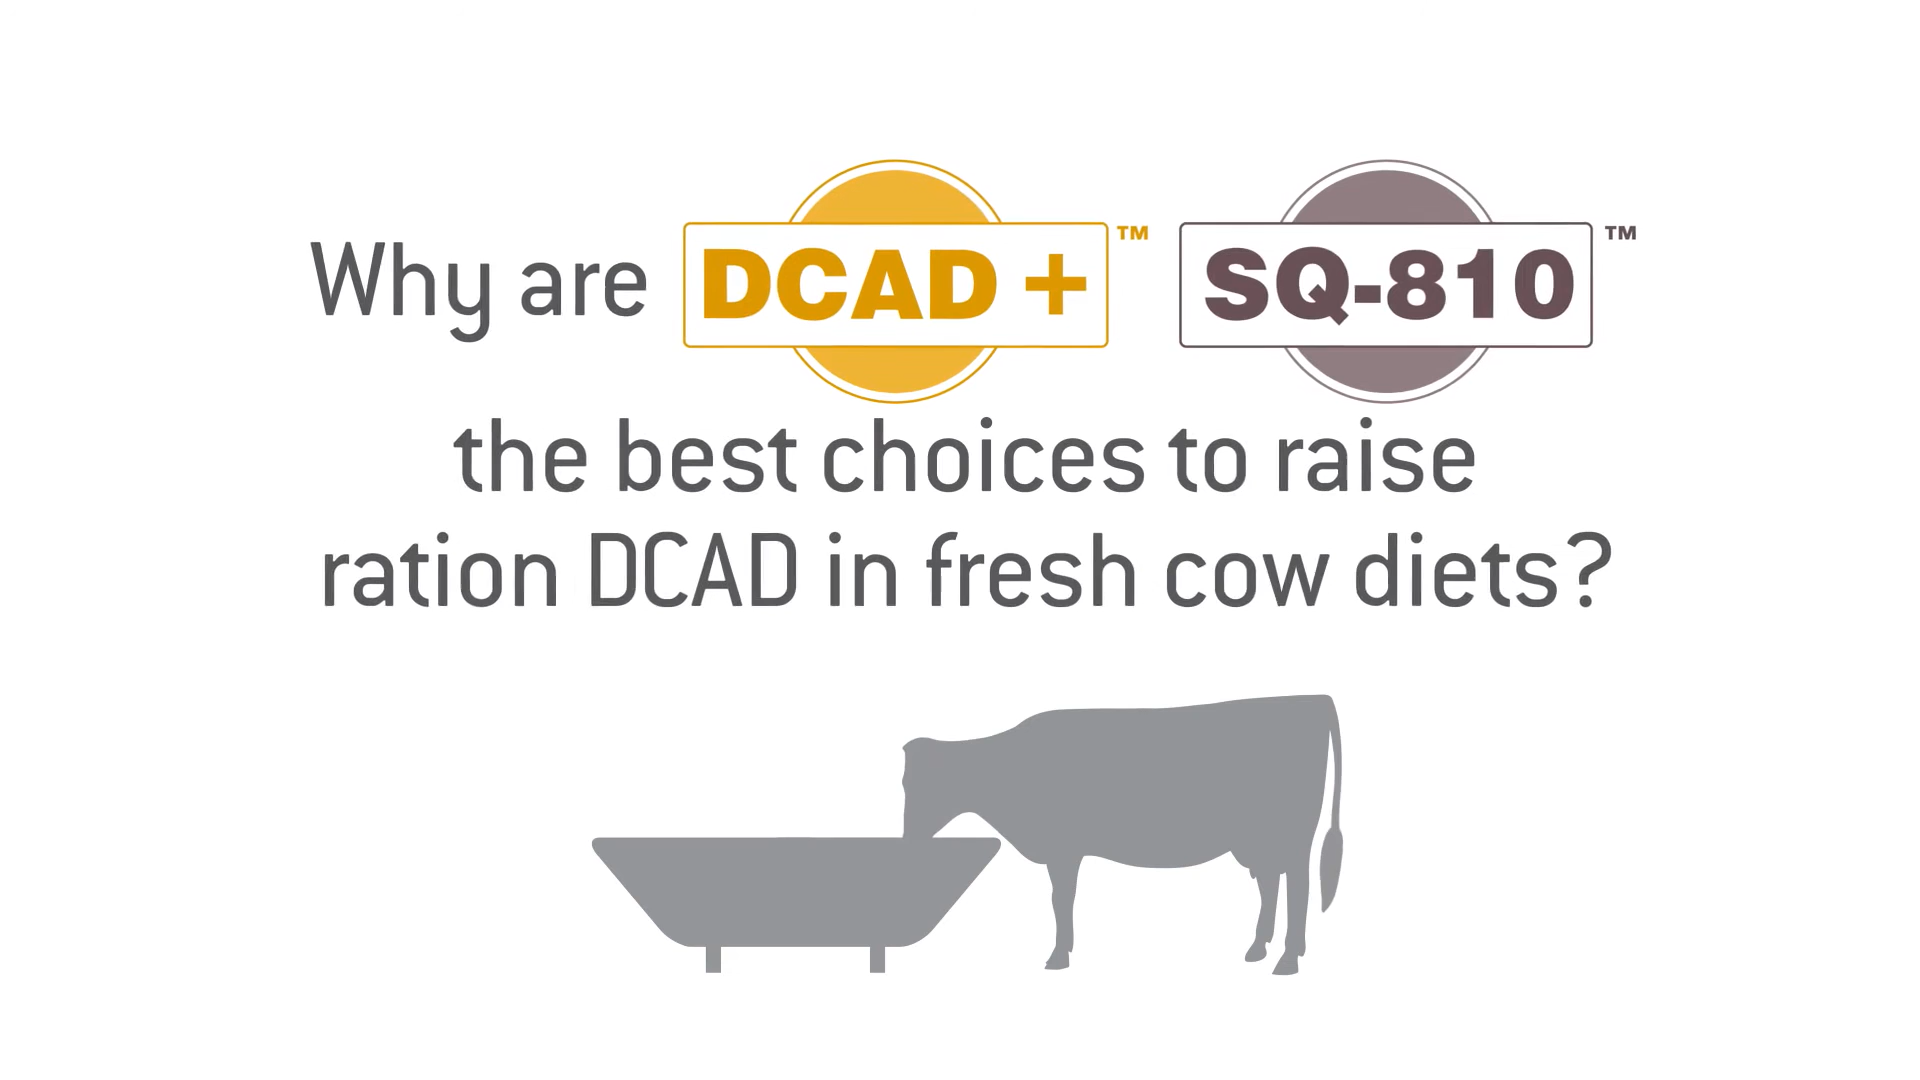 Why are DCAD +™ SQ-810™
the best choices to raise
ration DCAD in fresh cow diets?